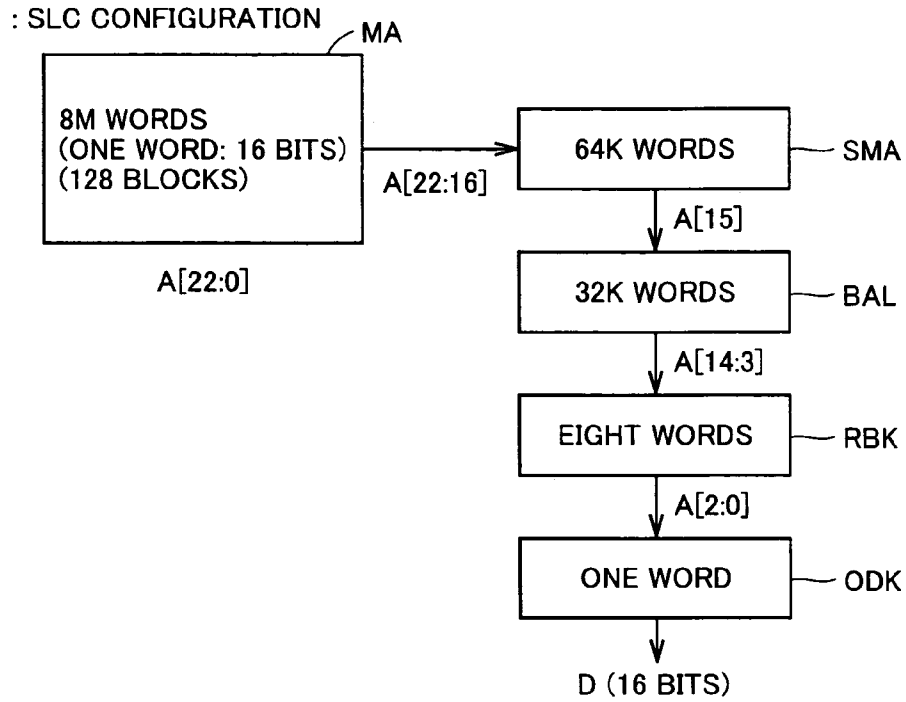 : SLC CONFIGURATION
MA
8M WORDS
(ONE WORD: 16 BITS)
(128 BLOCKS)
A[22:16]
A[22:0]
64K WORDS
SMA
A[15]
32K WORDS
BAL
A[14:3]
EIGHT WORDS
RBK
A[2:0]
ONE WORD
ODK
D (16 BITS)